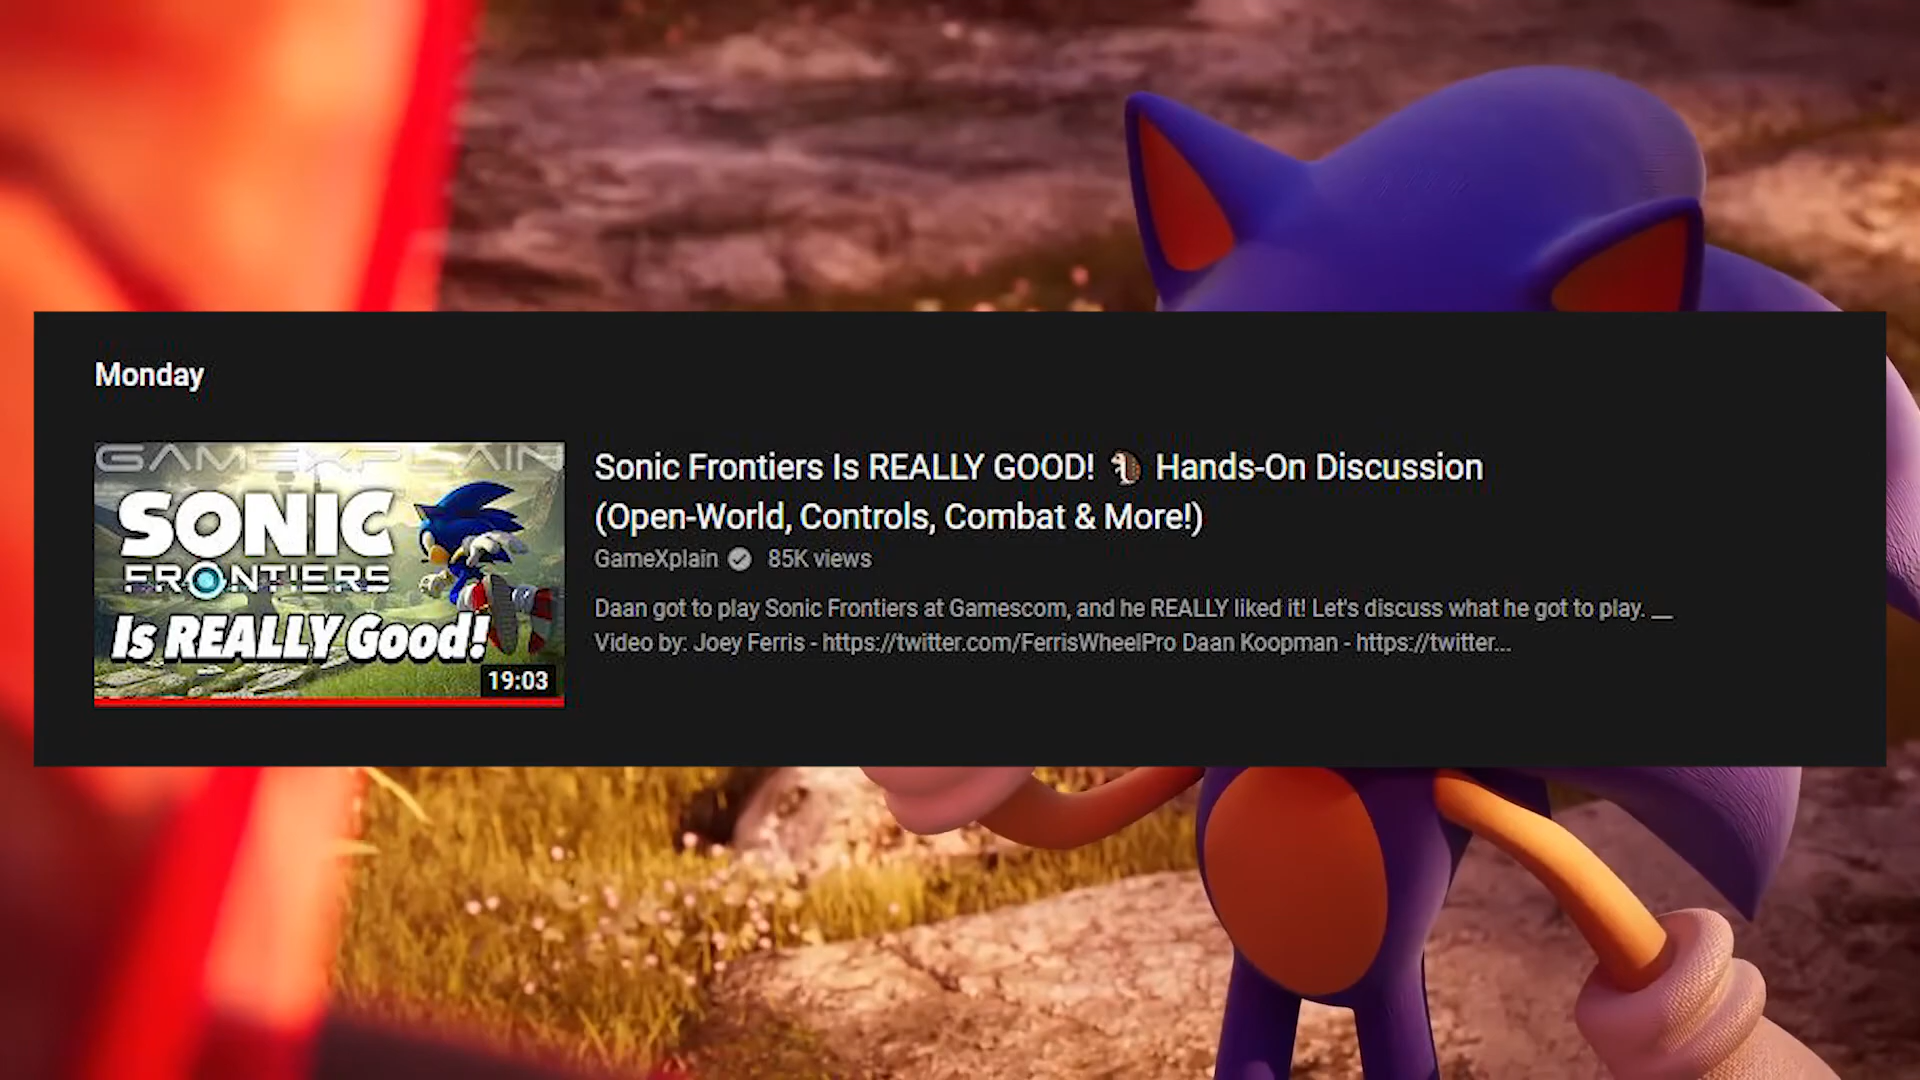 Monday
GAMEXPLAIN
SONIC
FRONTIERS
Is REALLY Good!
19:03
Sonic Frontiers Is REALLY GOOD! 🦔 Hands-On Discussion
(Open-World, Controls, Combat & More!)
GameXplain 85K views
Daan got to play Sonic Frontiers at Gamescom, and he REALLY liked it! Let's discuss what he got to play. __
Video by: Joey Ferris - https://twitter.com/FerrisWheelPro Daan Koopman - https://twitter...